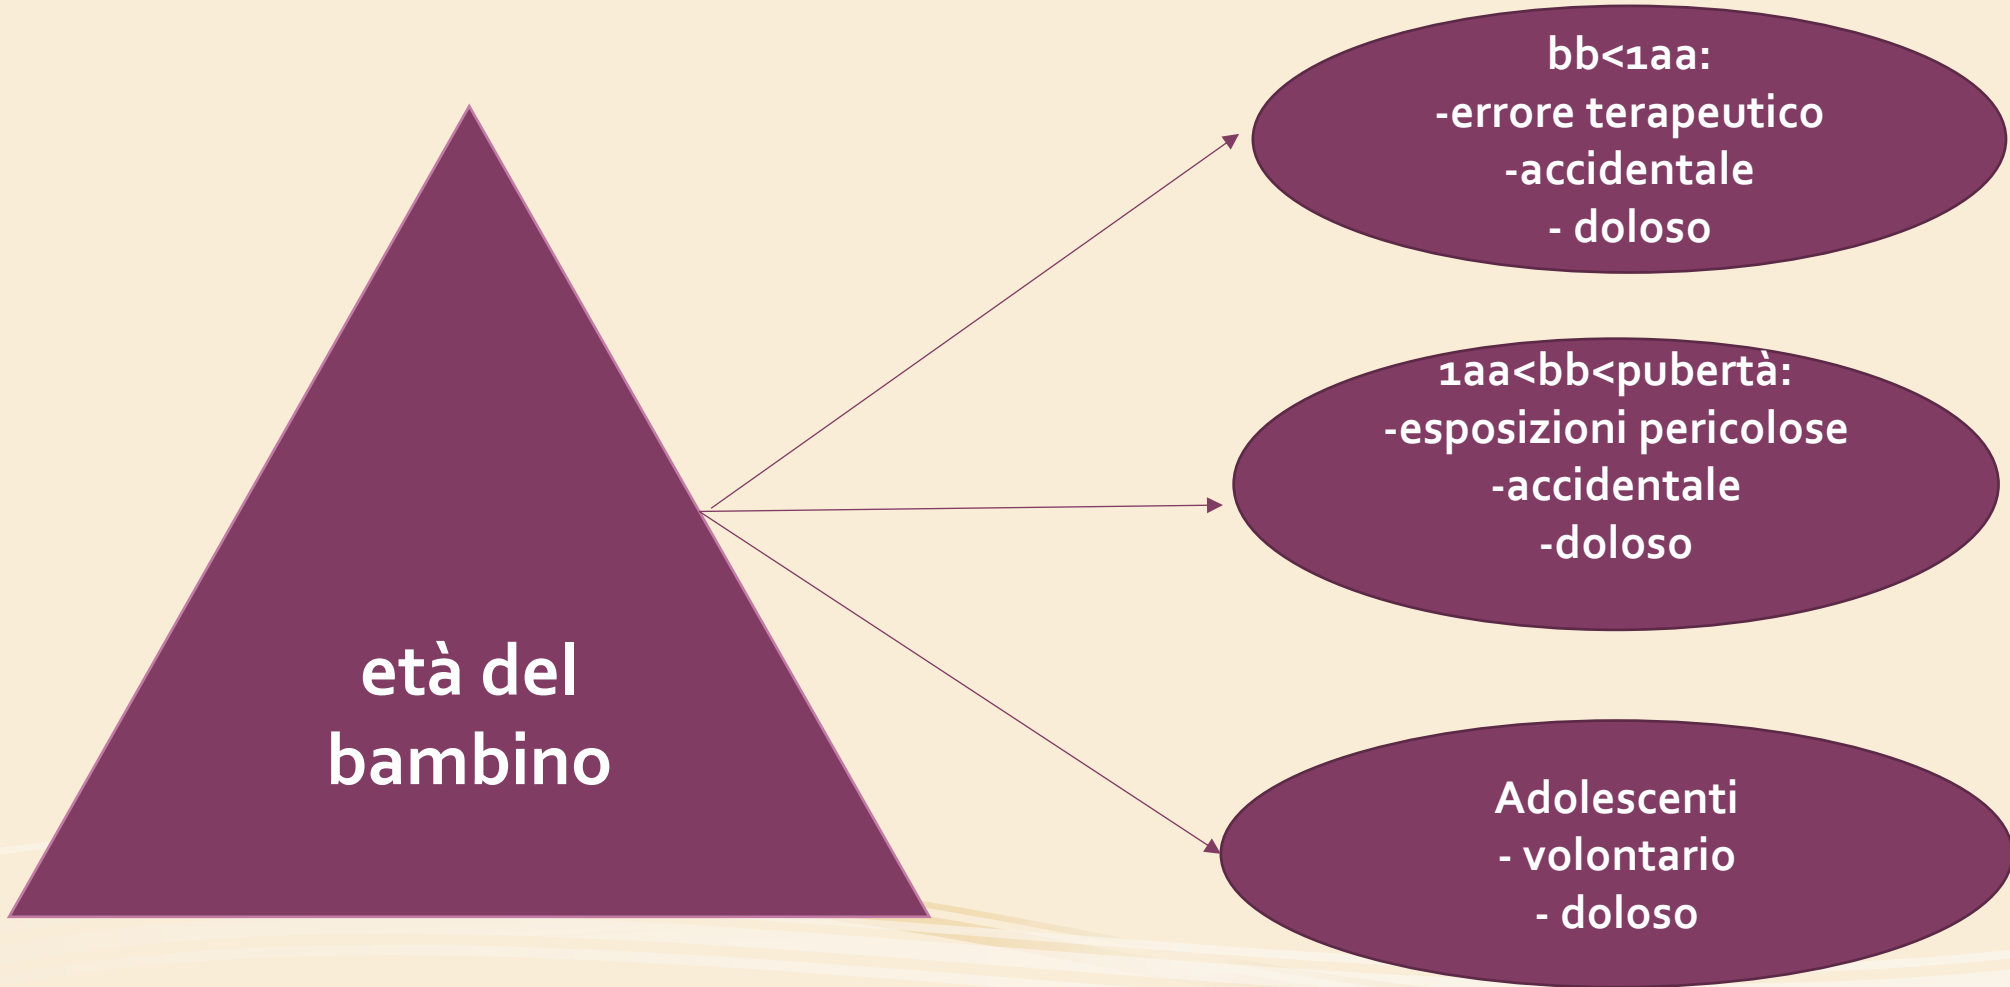 età del
bambino
bb<1aa:
-errore terapeutico
-accidentale
- doloso
1aa<bb<pubertà:
-esposizioni pericolose
-accidentale
-doloso
Adolescenti
- volontario
- doloso